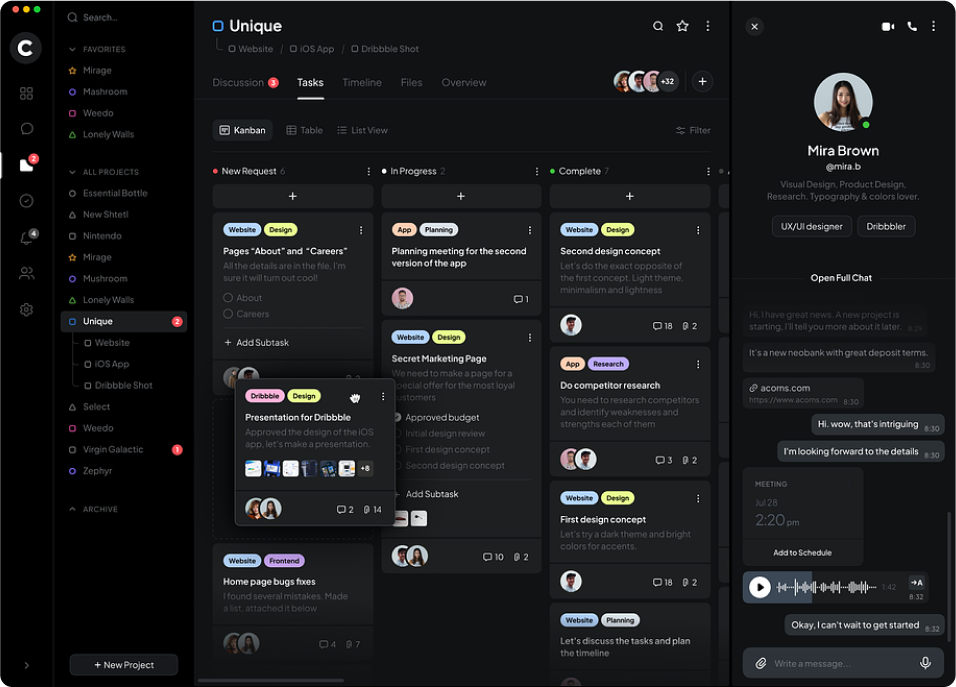 C
2
4
Search...
FAVORITES
Mirage
Mashroom
Weedo
Lonely Walls
ALL PROJECTS
Essential Bottle
New Shtetl
Nintendo
Mirage
Mushroom
Lonely Walls
Unique 2
Website
iOS App
Dribbble Shot
Select
Weedo
Virgin Galactic 1
Zephyr
ARCHIVE
+ New Project
Unique
Website / iOS App / Dribbble Shot
Discussion 3 Tasks Timeline Files Overview
+32 +
Kanban Table List View Filter
New Request 6
+
Website Design
Pages “About” and “Careers”
All the details are in the file, I'm
sure it will turn out cool!
About
Careers
+ Add Subtask
Dribbble Design
Presentation for Dribbble
Approved the design of the iOS
app, let's make a presentation.
+8
2 14
Website Frontend
Home page bugs fixes
I found several mistakes. Made
a list, attached it below
4 7
In Progress 2
+
App Planning
Planning meeting for the second
version of the app
1
Website Design
Secret Marketing Page
We need to make a page for a
special offer for the most loyal
customers
Approved budget
Initial design review
First design concept
Second design concept
Add Subtask
10 2
Complete 7
+
Website Design
Second design concept
Let's do the exact opposite of
the first concept. Light theme,
minimalism and lightness
18 2
App Research
Do competitor research
You need to research competitors
and identify weaknesses and
strengths each of them
3 2
Website Design
First design concept
Let's try a dark theme and bright
colors for accents.
18 2
Website Planning
Let's discuss the tasks and plan
the timeline
Mira Brown
@mira.b
Visual Design, Product Design,
Research. Typography & colors lover.
UX/UI designer Dribbbler
Open Full Chat
Hi, I have great news. A new project is
starting, I'll tell you more about it later. 8:29
It's a new neobank with great deposit terms.
8:30
acorns.com
https://www.acorns.com 8:30
Hi. wow, that's intriguing 8:30
I'm looking forward to the details 8:30
MEETING
Jul 28
2:20 pm
Add to Schedule
1:42 →A
8:32
Okay, I can't wait to get started 8:32
Write a message...